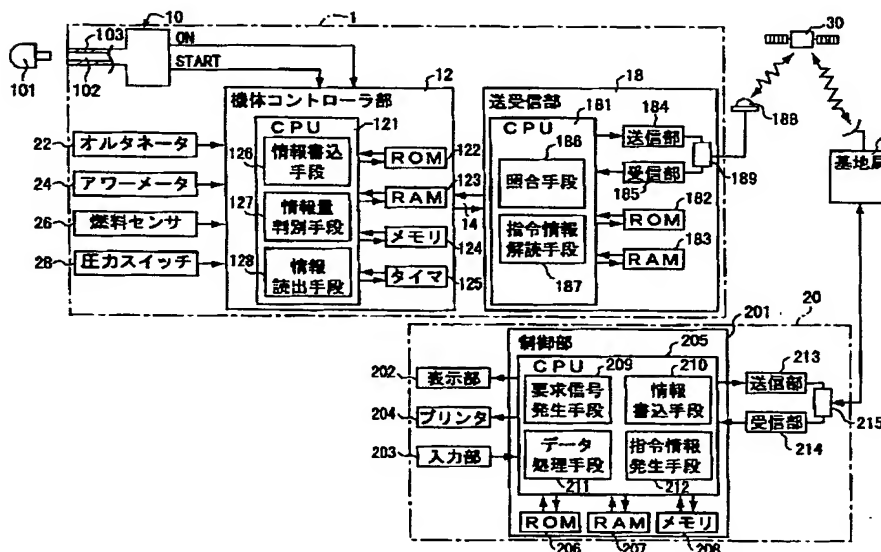 10
1
30
103
ON
START
101
102
12
18
機体コントローラ部
送受信部
CPU
121
CPU
181
184
188
22
オルタネータ
126
情報書込
手段
ROM
122
186
照合手段
送信部
受信部
185
189
基地局
24
アワーメータ
127
情報量
判別手段
RAM
123
14
指令情報
解読手段
187
ROM
182
26
燃料センサ
メモリ
124
RAM
183
28
圧力スイッチ
128
情報
読出手段
タイマ
125
201
20
制御部
205
CPU
209
210
213
202
表示部
要求信号
発生手段
情報
書込手段
送信部
204
プリンタ
受信部
215
214
203
入力部
データ
処理手段
211
指令情報
発生手段
212
ROM
RAM
メモリ
206
207
208